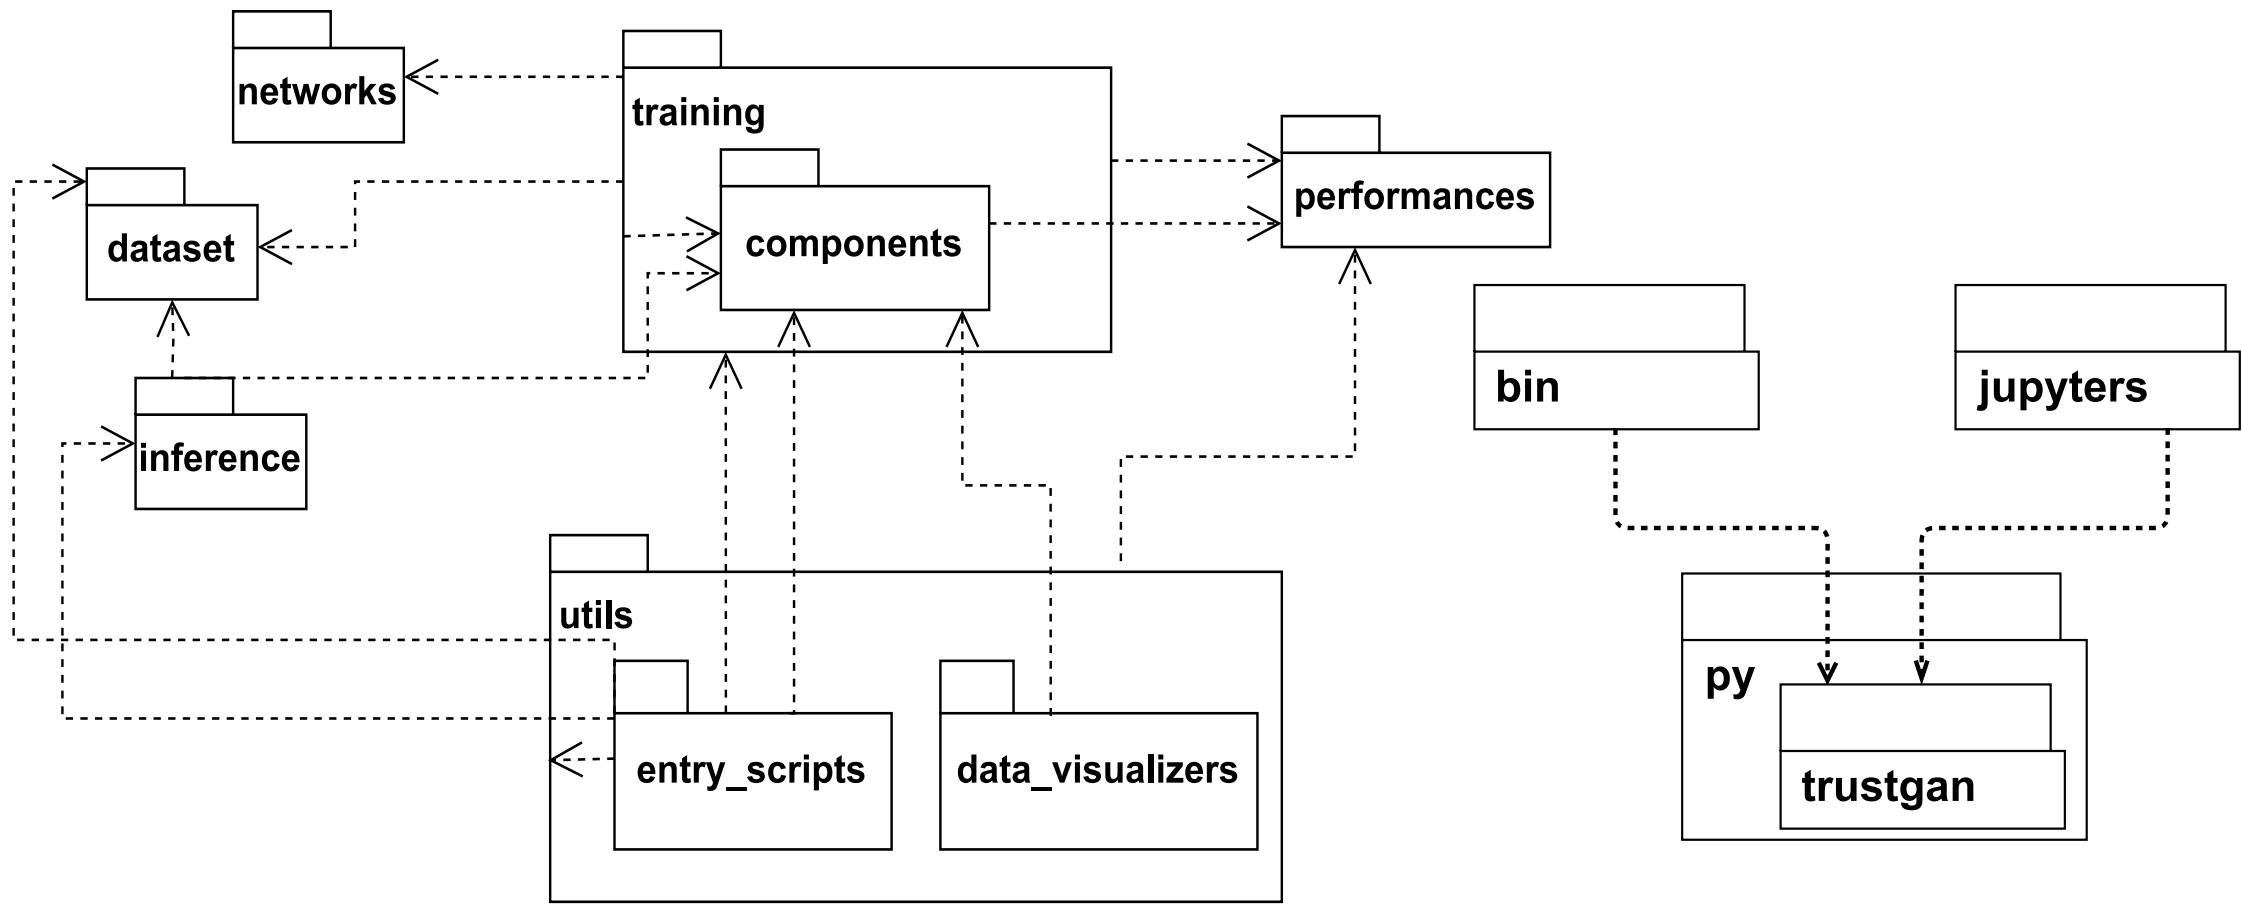 networks
training
performances
components
dataset
bin
jupyters
inference
utils
py
entry_scripts
data_visualizers
trustgan